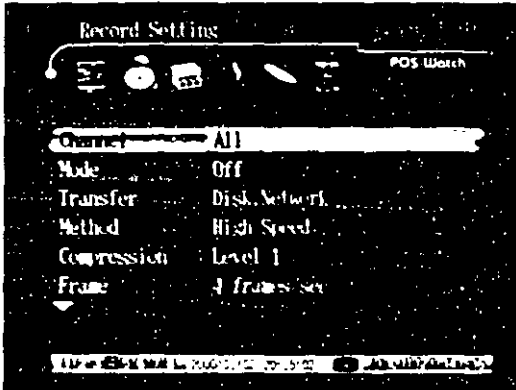 Record Setting
POS Watch
Channel All
Mode Off
Transfer Disk,Network
Method High Speed
Compression Level 1
Frame 4 frames/sec